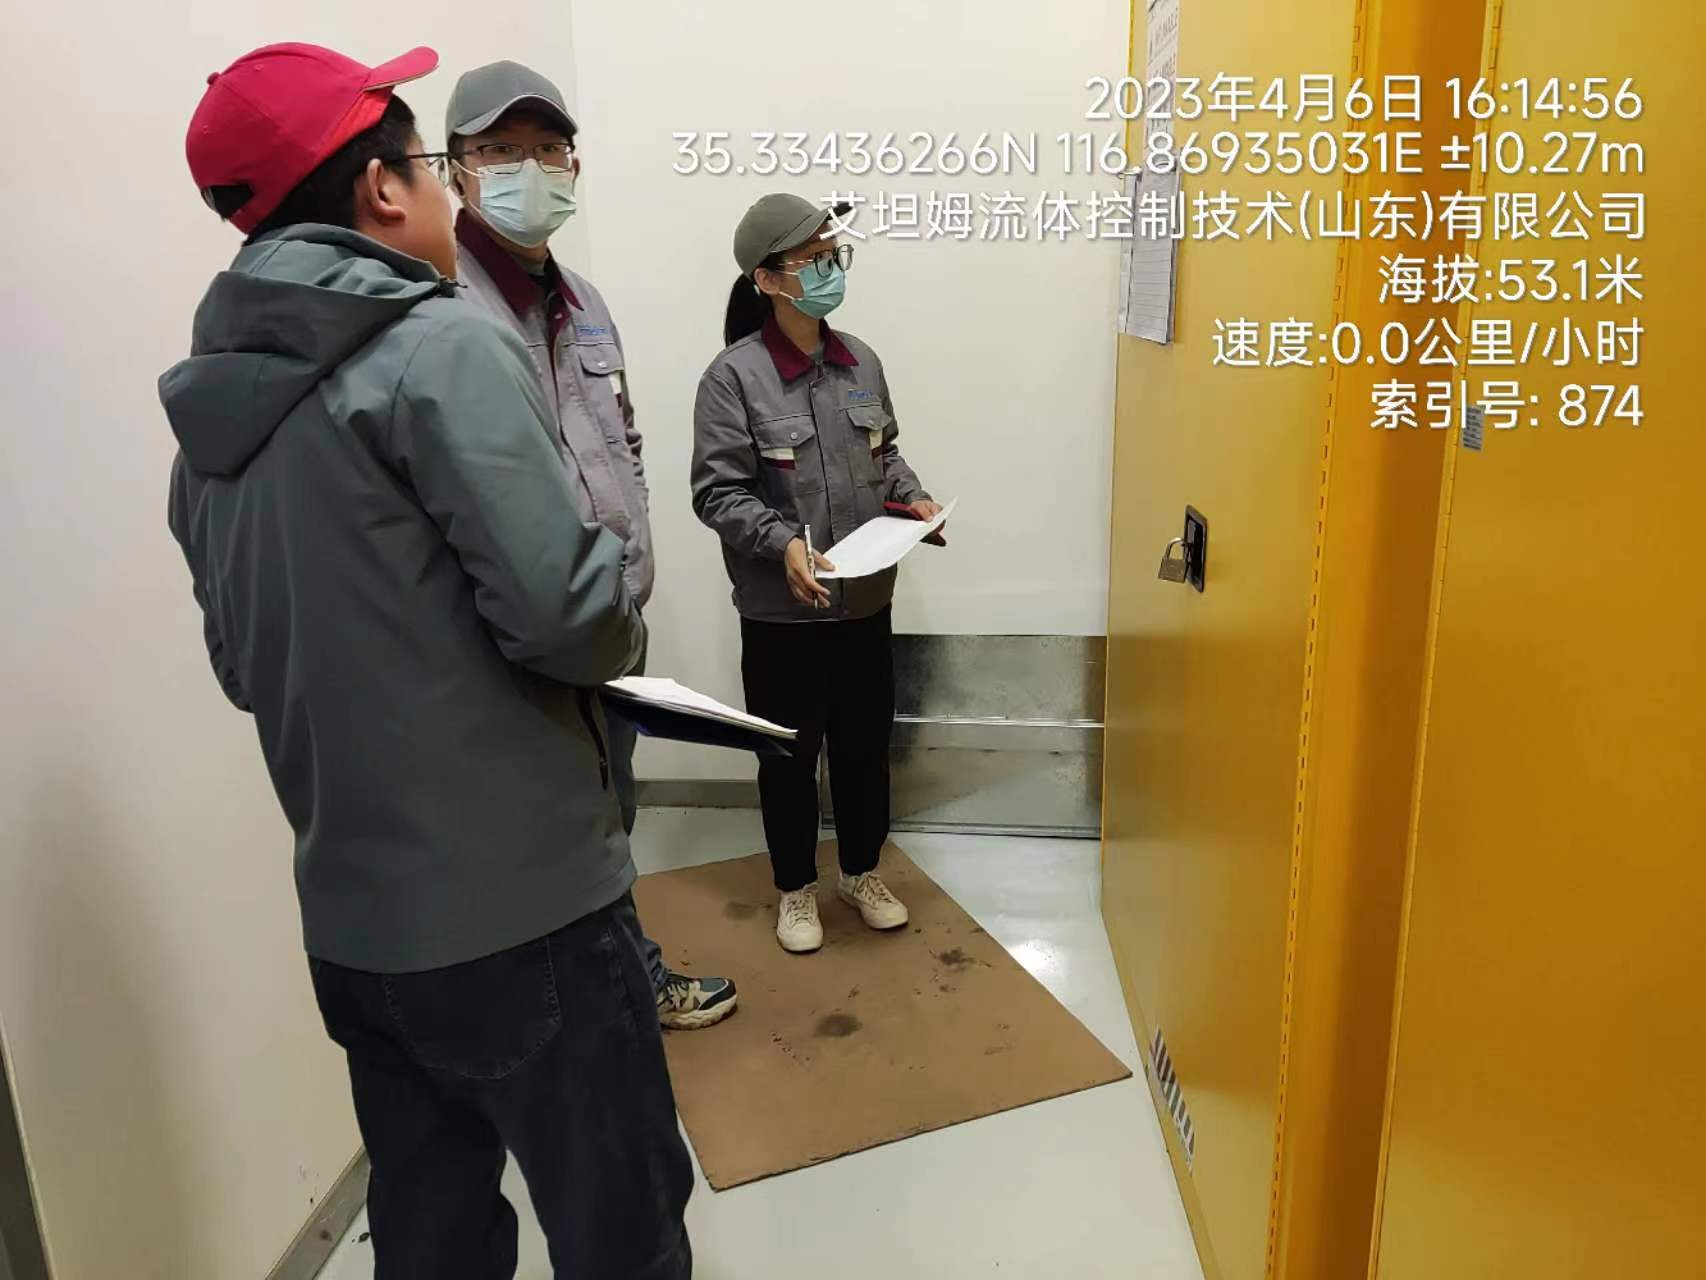 2023年4月6日 16:14:56
35.33436266N 116.86935031E ±10.27m
艾坦姆流体控制技术(山东)有限公司
海拔:53.1米
速度:0.0公里/小时
索引号: 874